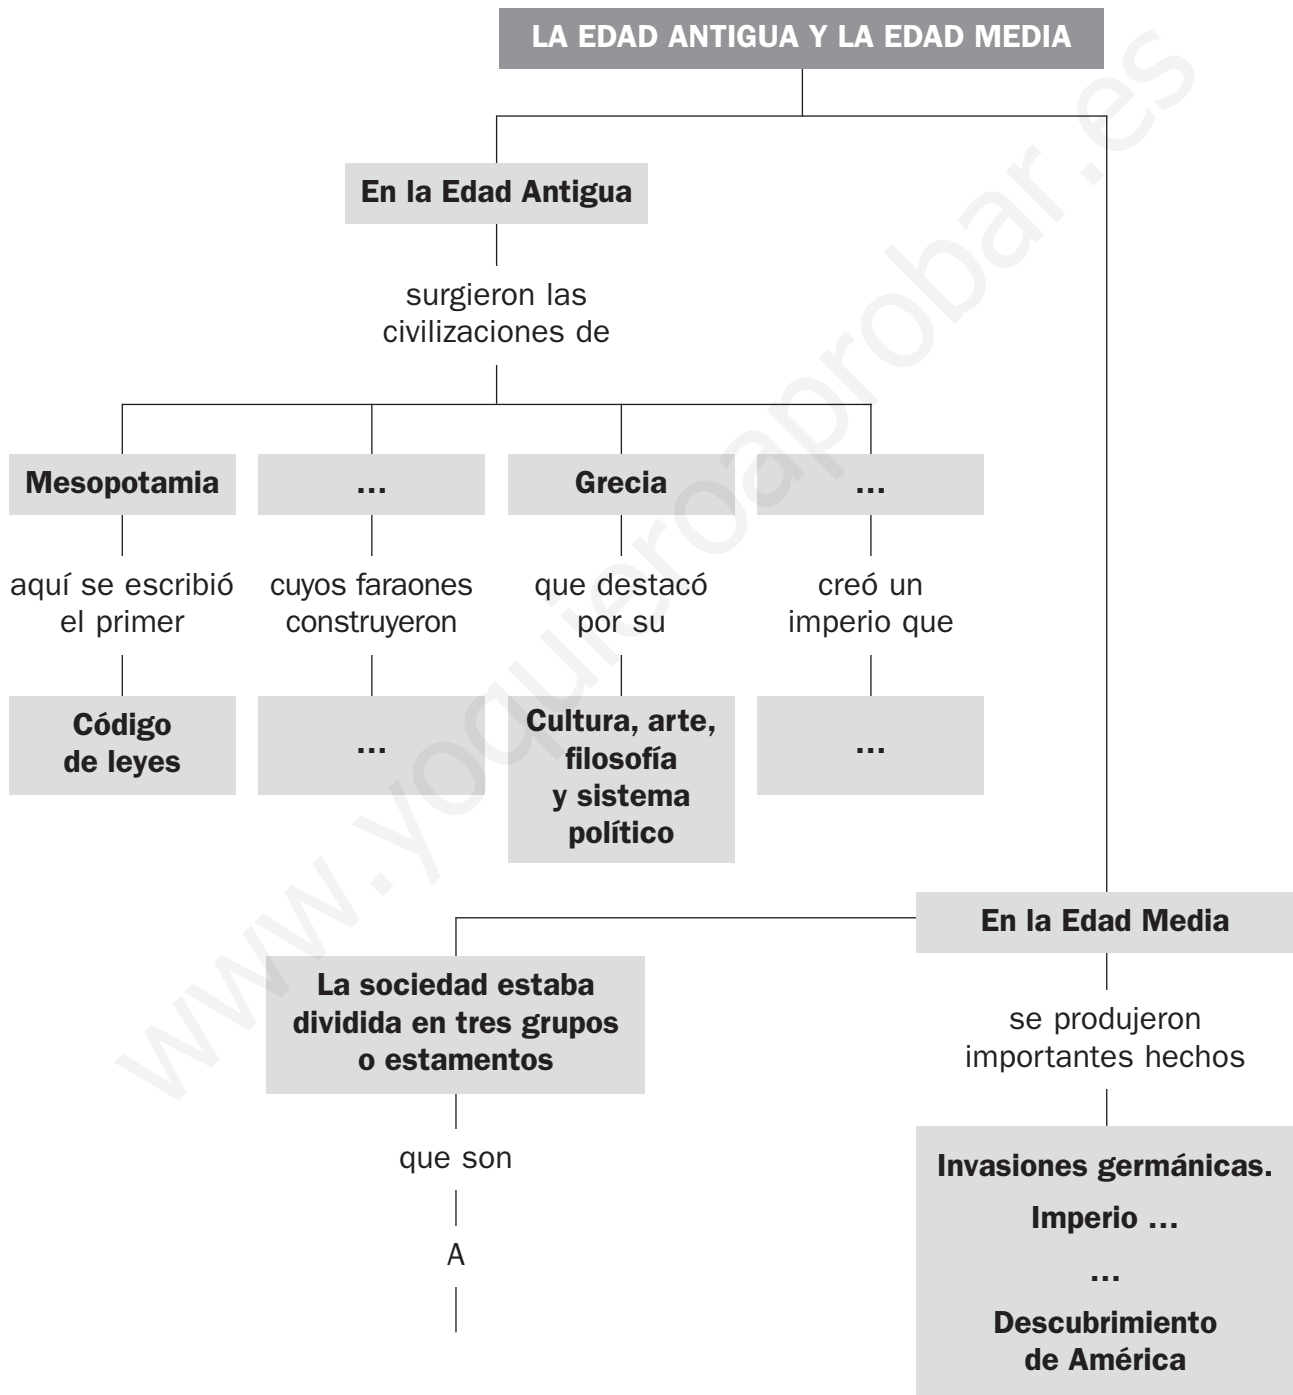 LA EDAD ANTIGUA Y LA EDAD MEDIA
En la Edad Antigua
surgieron las
civilizaciones de
Mesopotamia
...
Grecia
...
aquí se escribió
el primer
cuyos faraones
construyeron
que destacó
por su
creó un
imperio que
Código
de leyes
...
Cultura, arte,
filosofía
y sistema
político
...
En la Edad Media
La sociedad estaba
dividida en tres grupos
o estamentos
se produjeron
importantes hechos
que son
A
Invasiones germánicas.
Imperio ...
...
Descubrimiento
de América
www.yoquieroaprobar.es